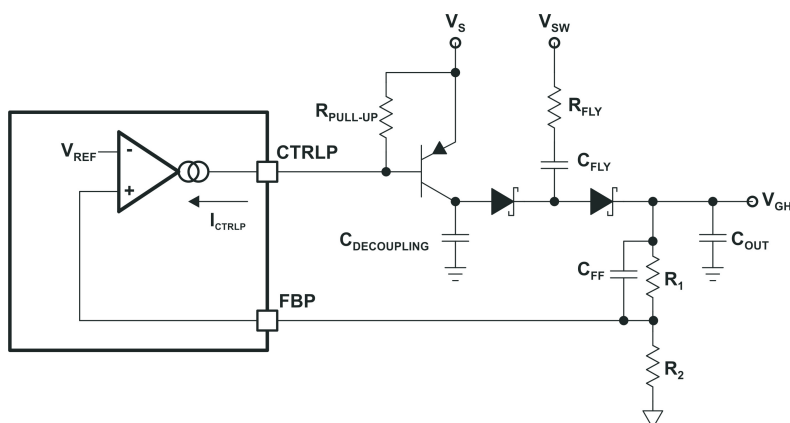 VS
VSW
RPULL-UP
RFLY
VREF
-
+
CTRLP
CFLY
ICTRLP
VGH
CDECOUPLING
COUT
CFF
R1
FBP
R2